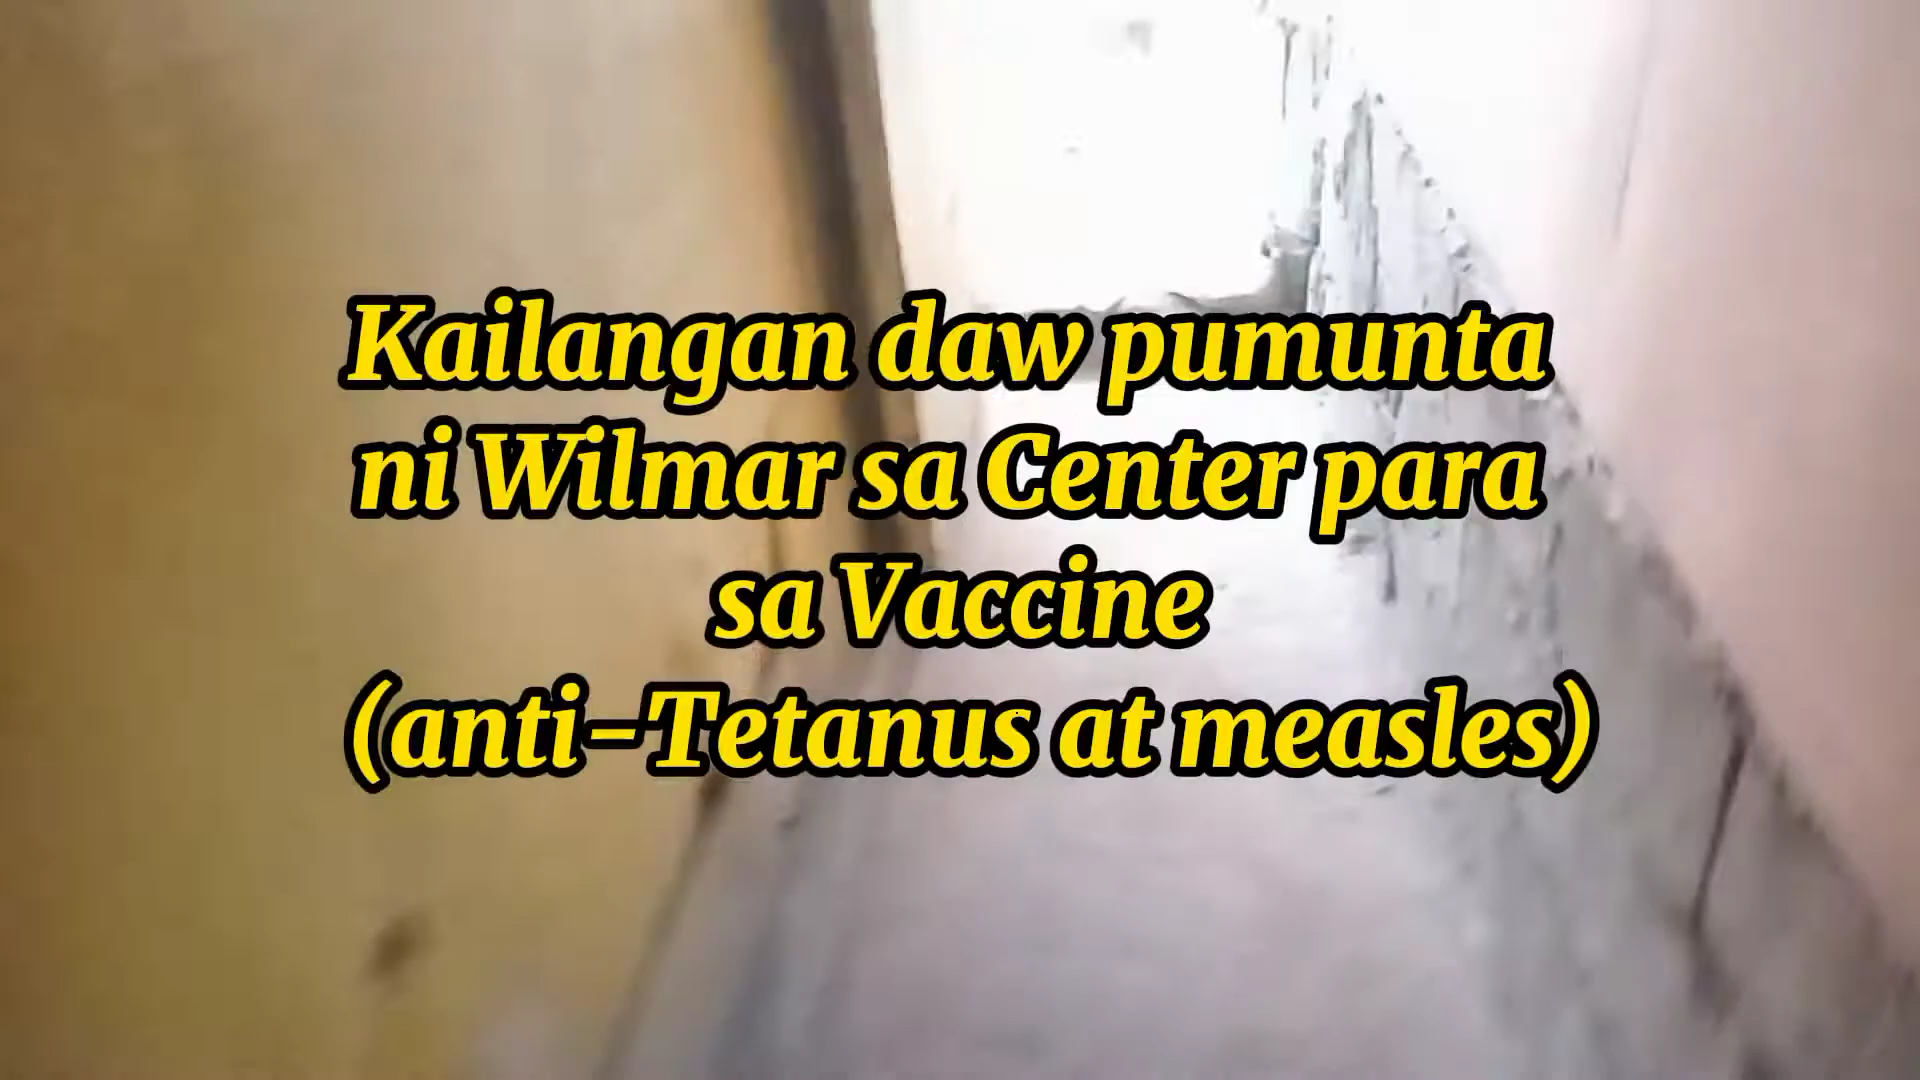 Kailangan daw pumunta
ni Wilmar sa Center para
sa Vaccine
(anti-Tetanus at measles)